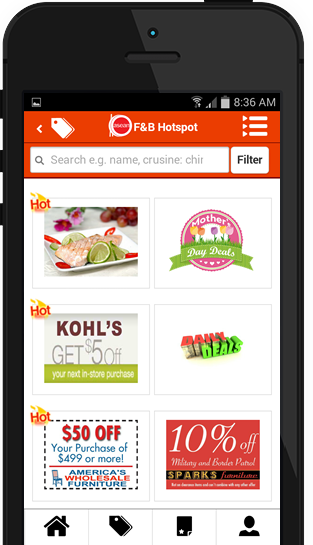 8:36 AM
F&B Hotspot
Search e.g. name, crusine: chi
Filter
Hot
Mother's
Day Deals
Hot
KOHL'S
GET $5 Off
your next in-store purchase
DAILY
DEALS
Hot
$50 OFF
Your Purchase of
$499 or more!
AMERICA'S
WHOLESALE
FURNITURE
10% off
Military and Border Patrol
SPARKS furniture